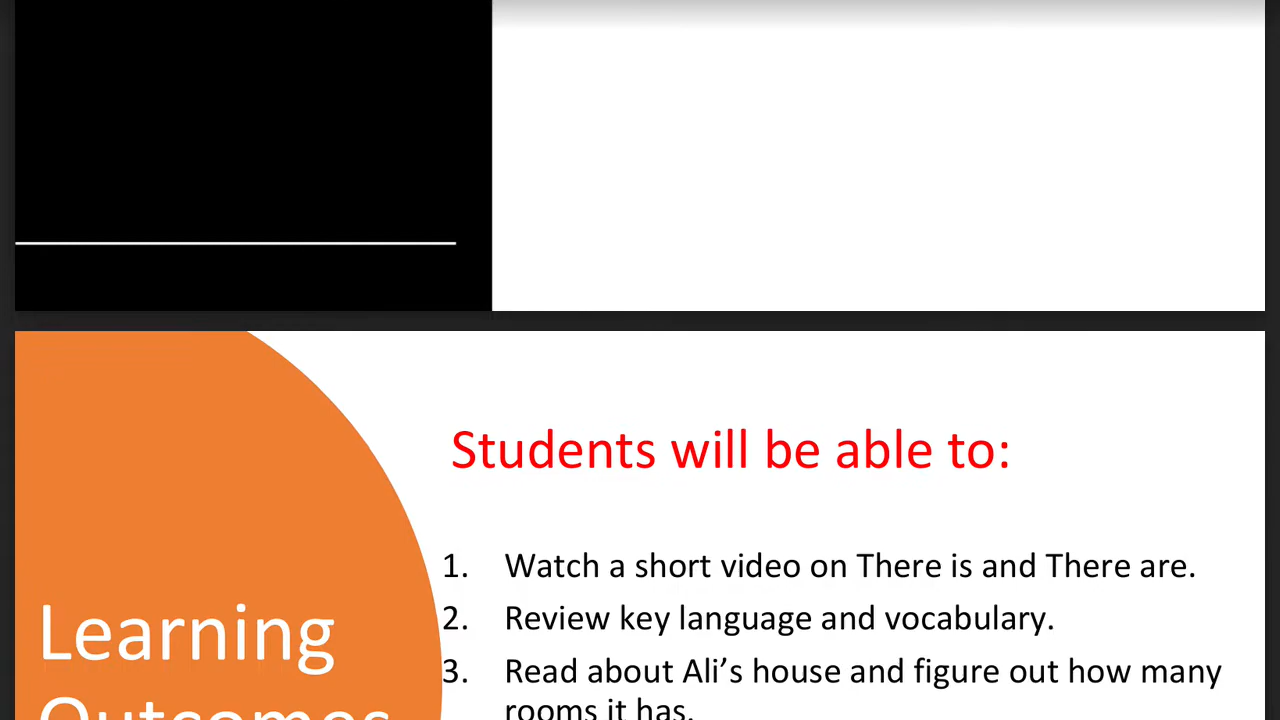 Students will be able to:
1. Watch a short video on There is and There are.
2. Review key language and vocabulary.
3. Read about Ali’s house and figure out how many
rooms it has.
Learning
Outcomes